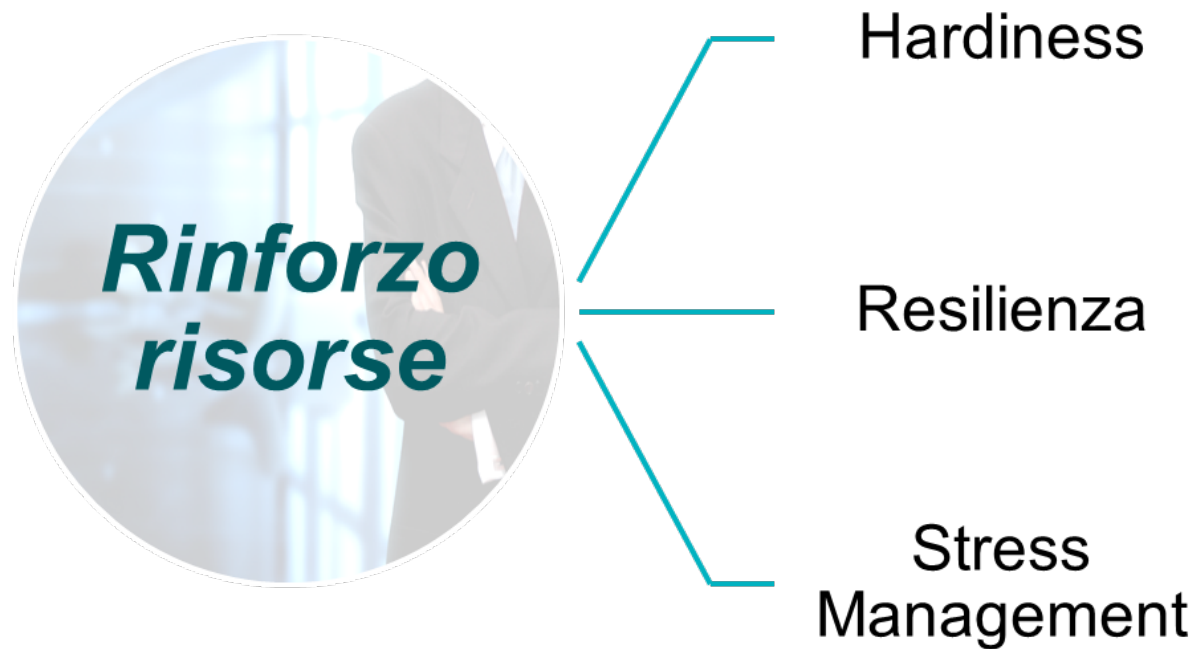 Rinforzo
risorse
Hardiness
Resilienza
Stress
Management